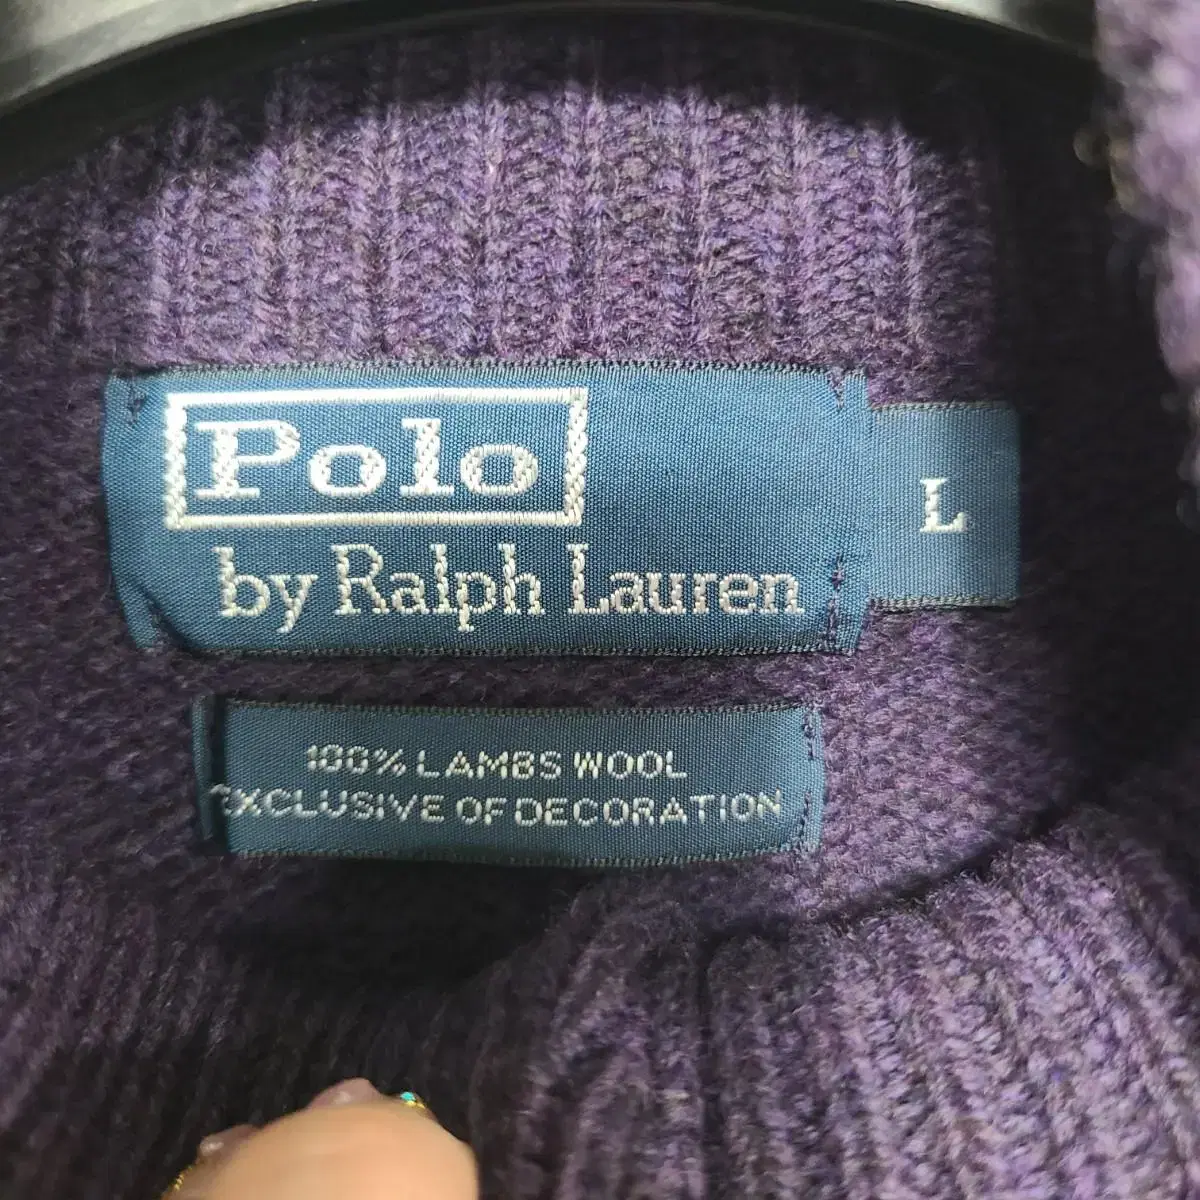 Polo
by Ralph Lauren
L
100% LAMBS WOOL
EXCLUSIVE OF DECORATION